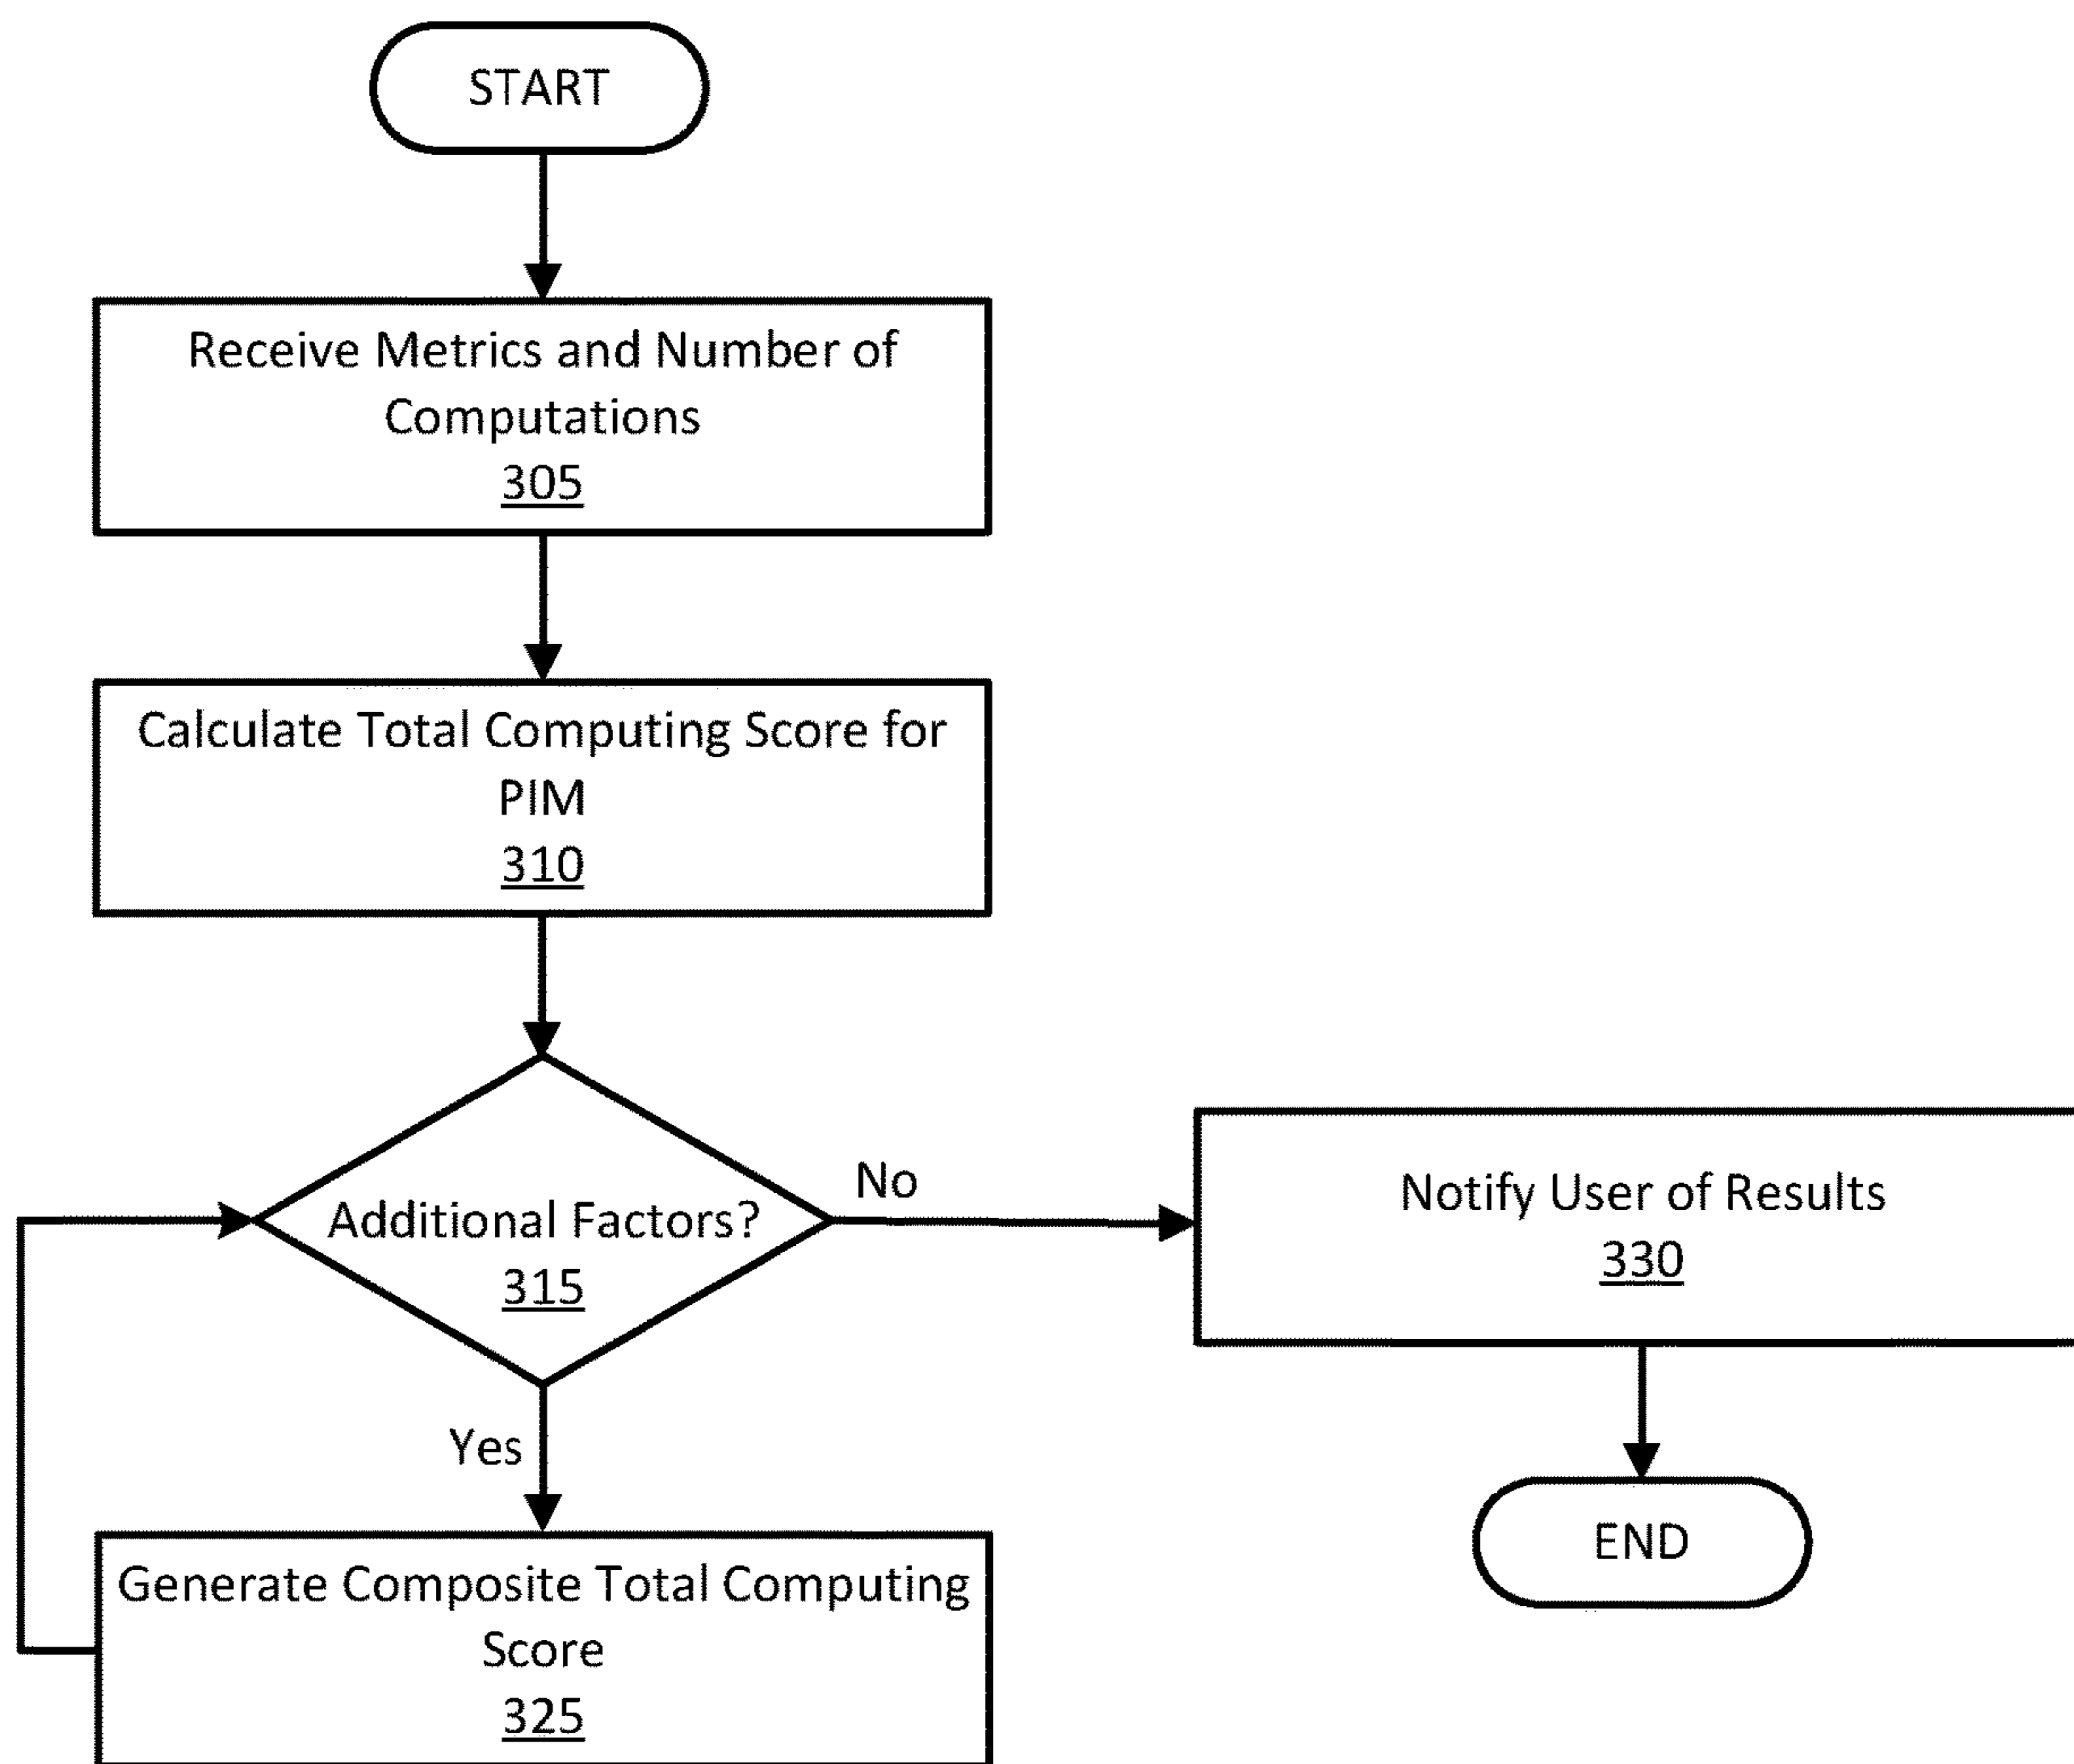 START
Receive Metrics and Number of
Computations
305
Calculate Total Computing Score for
PIM
310
Additional Factors?
315
No
Yes
Notify User of Results
330
Generate Composite Total Computing
Score
325
END